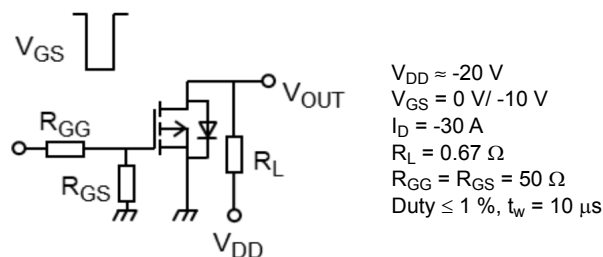 VGS
VOUT
RGG
RGS
RL
VDD
VDD ≈ -20 V
VGS = 0 V/ -10 V
ID = -30 A
RL = 0.67 Ω
RGG = RGS = 50 Ω
Duty ≤ 1 %, tw = 10 μs